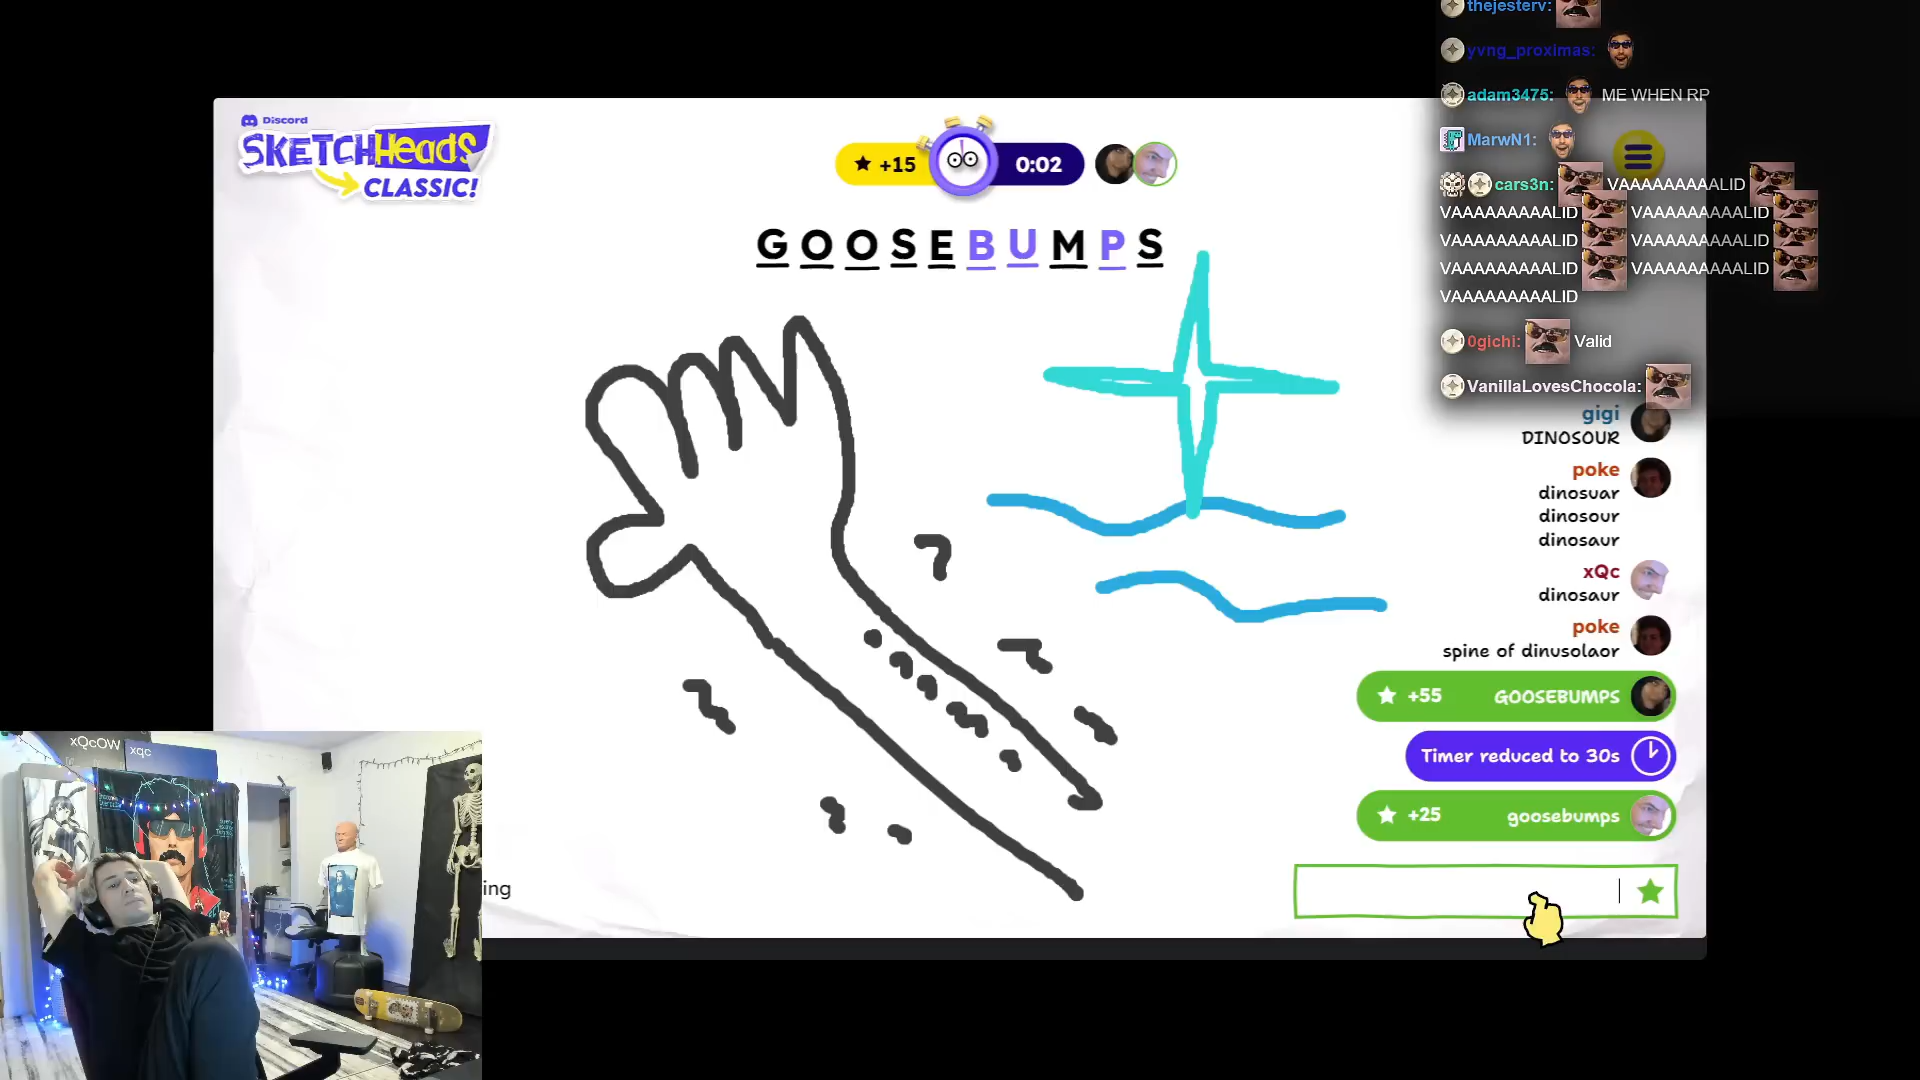 Discord
SKETCHHeadS
CLASSIC!
+15
0:02
GOOSEBUMPS
thejesterv:
yvng_proximas:
adam3475: ME WHEN RP
MarwN1:
cars3n: VAAAAAAAAALID
VAAAAAAAAALID VAAAAAAAAALID
VAAAAAAAAALID VAAAAAAAAALID
VAAAAAAAAALID VAAAAAAAAALID
VAAAAAAAAALID
0gichi: Valid
VanillaLovesChocola:
gigi
DINOSOUR
poke
dinosuar
dinosour
dinosaur
xQc
dinosaur
poke
spine of dinusolaor
+55 GOOSEBUMPS
Timer reduced to 30s
+25 goosebumps
ing
xQcOW
xqc